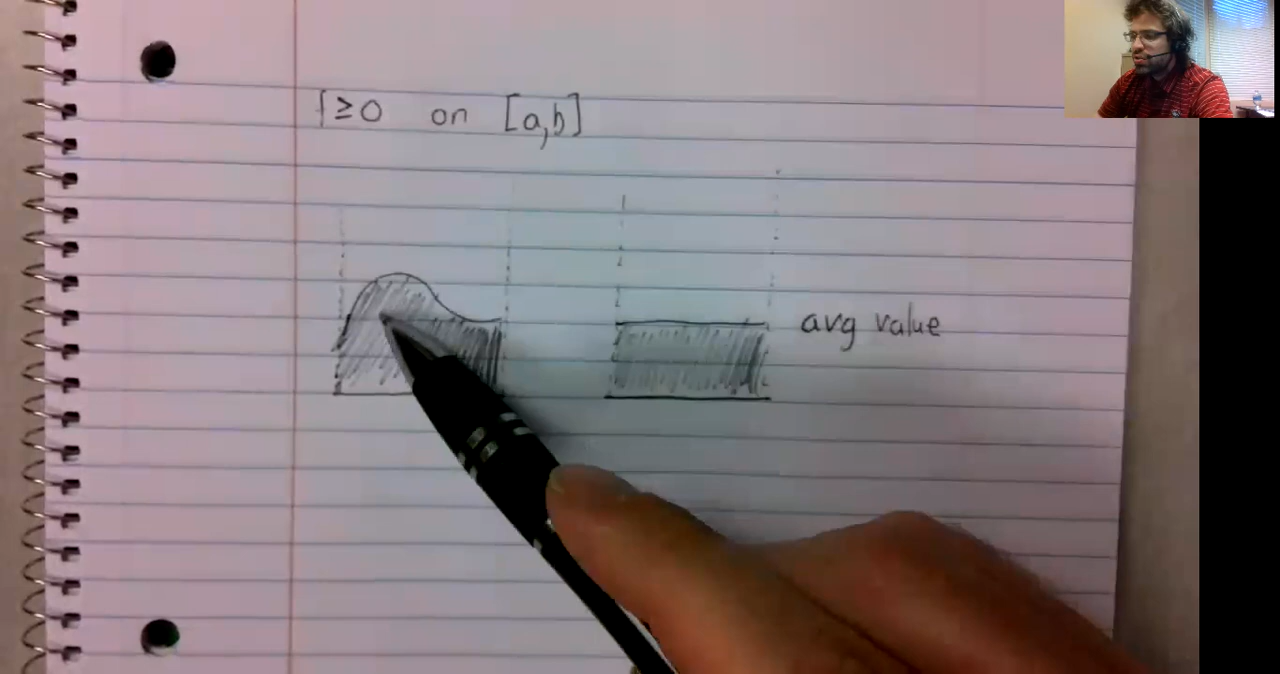 f≥0 on [a,b]
avg value